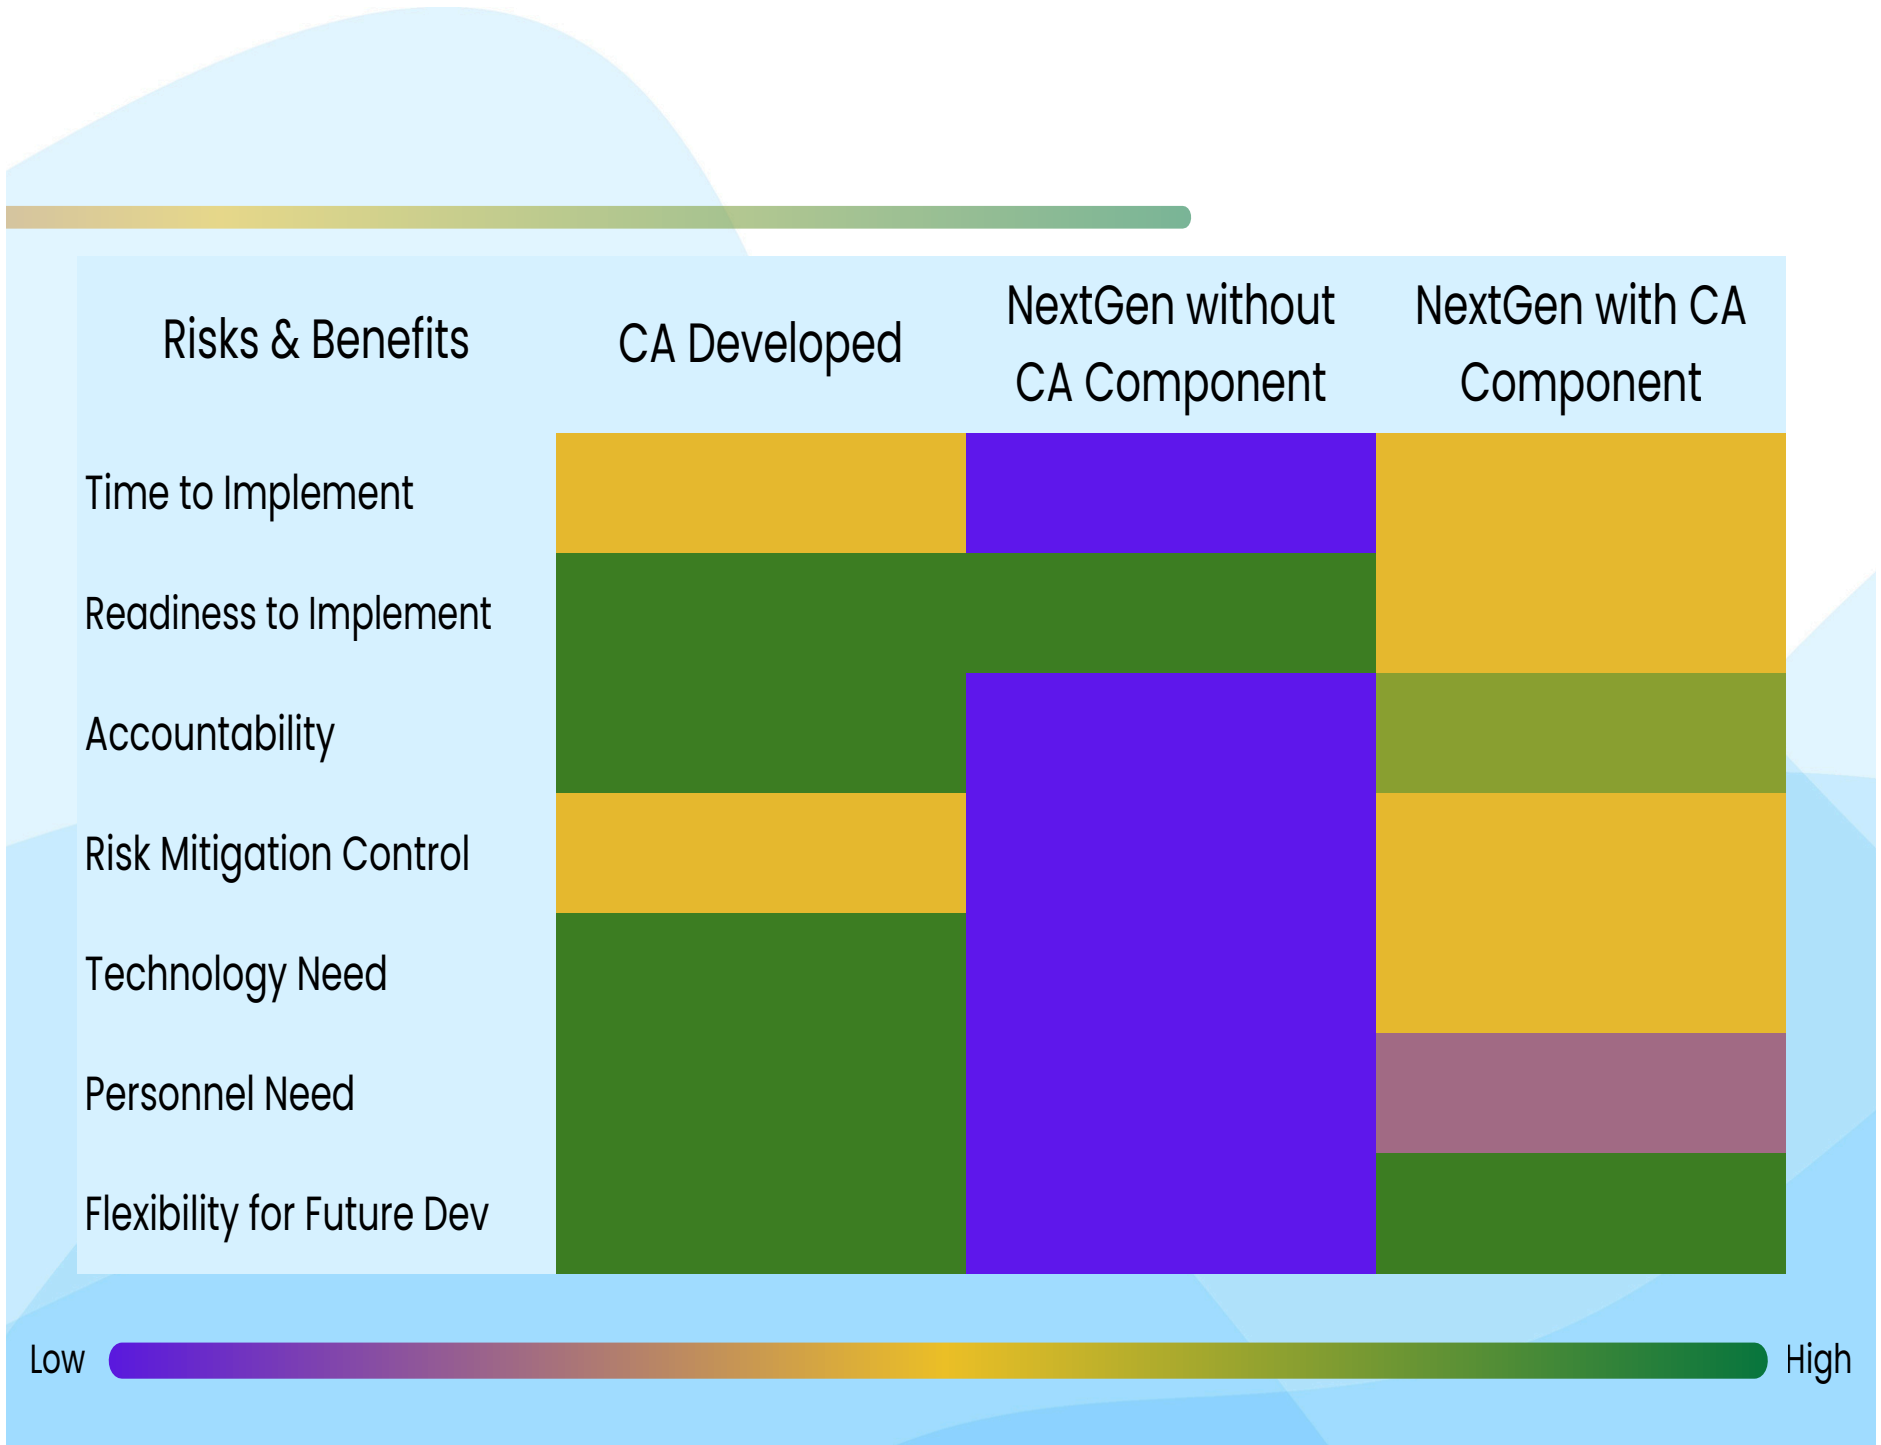 Risks & Benefits
CA Developed
NextGen without
CA Component
NextGen with CA
Component
Time to Implement
Readiness to Implement
Accountability
Risk Mitigation Control
Technology Need
Personnel Need
Flexibility for Future Dev
Low
High